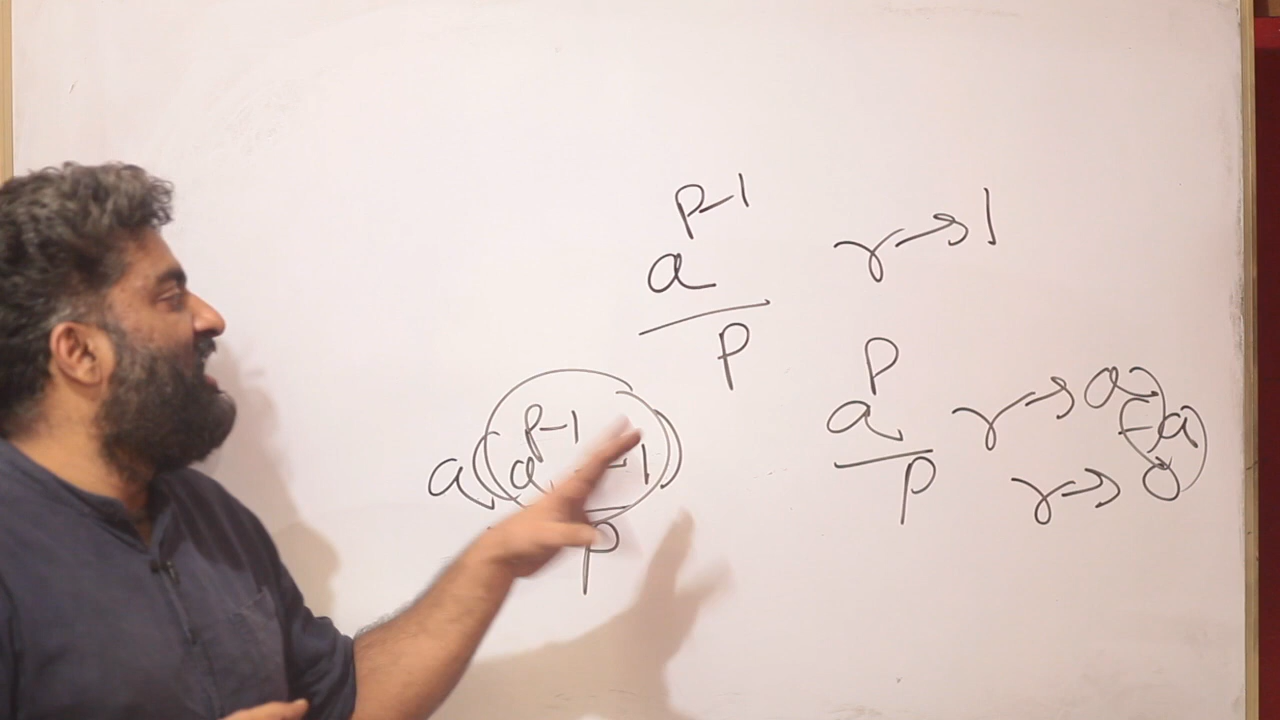 a^{p-1} / p r → 1
a^p / p r → a - a
r → 0
a(a^{p-1} - 1) / p